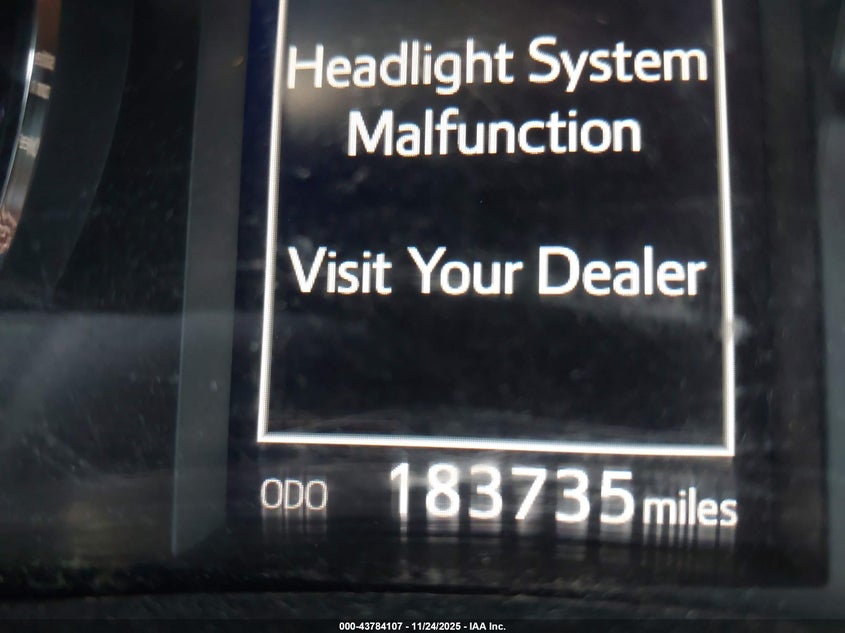 Headlight System
Malfunction
Visit Your Dealer
ODO 183735 miles
000-43784107 - 11/24/2025 - IAA Inc.